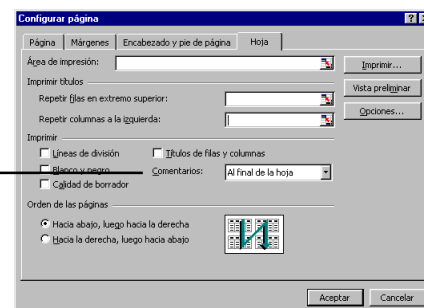 Configurar página
Página Márgenes Encabezado y pie de página Hoja
Área de impresión:
Imprimir...
Imprimir títulos
Vista preliminar
Repetir filas en extremo superior:
Opciones...
Repetir columnas a la izquierda:
Imprimir
Líneas de división Títulos de filas y columnas
Blanco y negro Comentarios: Al final de la hoja
Calidad de borrador
Orden de las páginas
Hacia abajo, luego hacia la derecha
Hacia la derecha, luego hacia abajo
Aceptar Cancelar